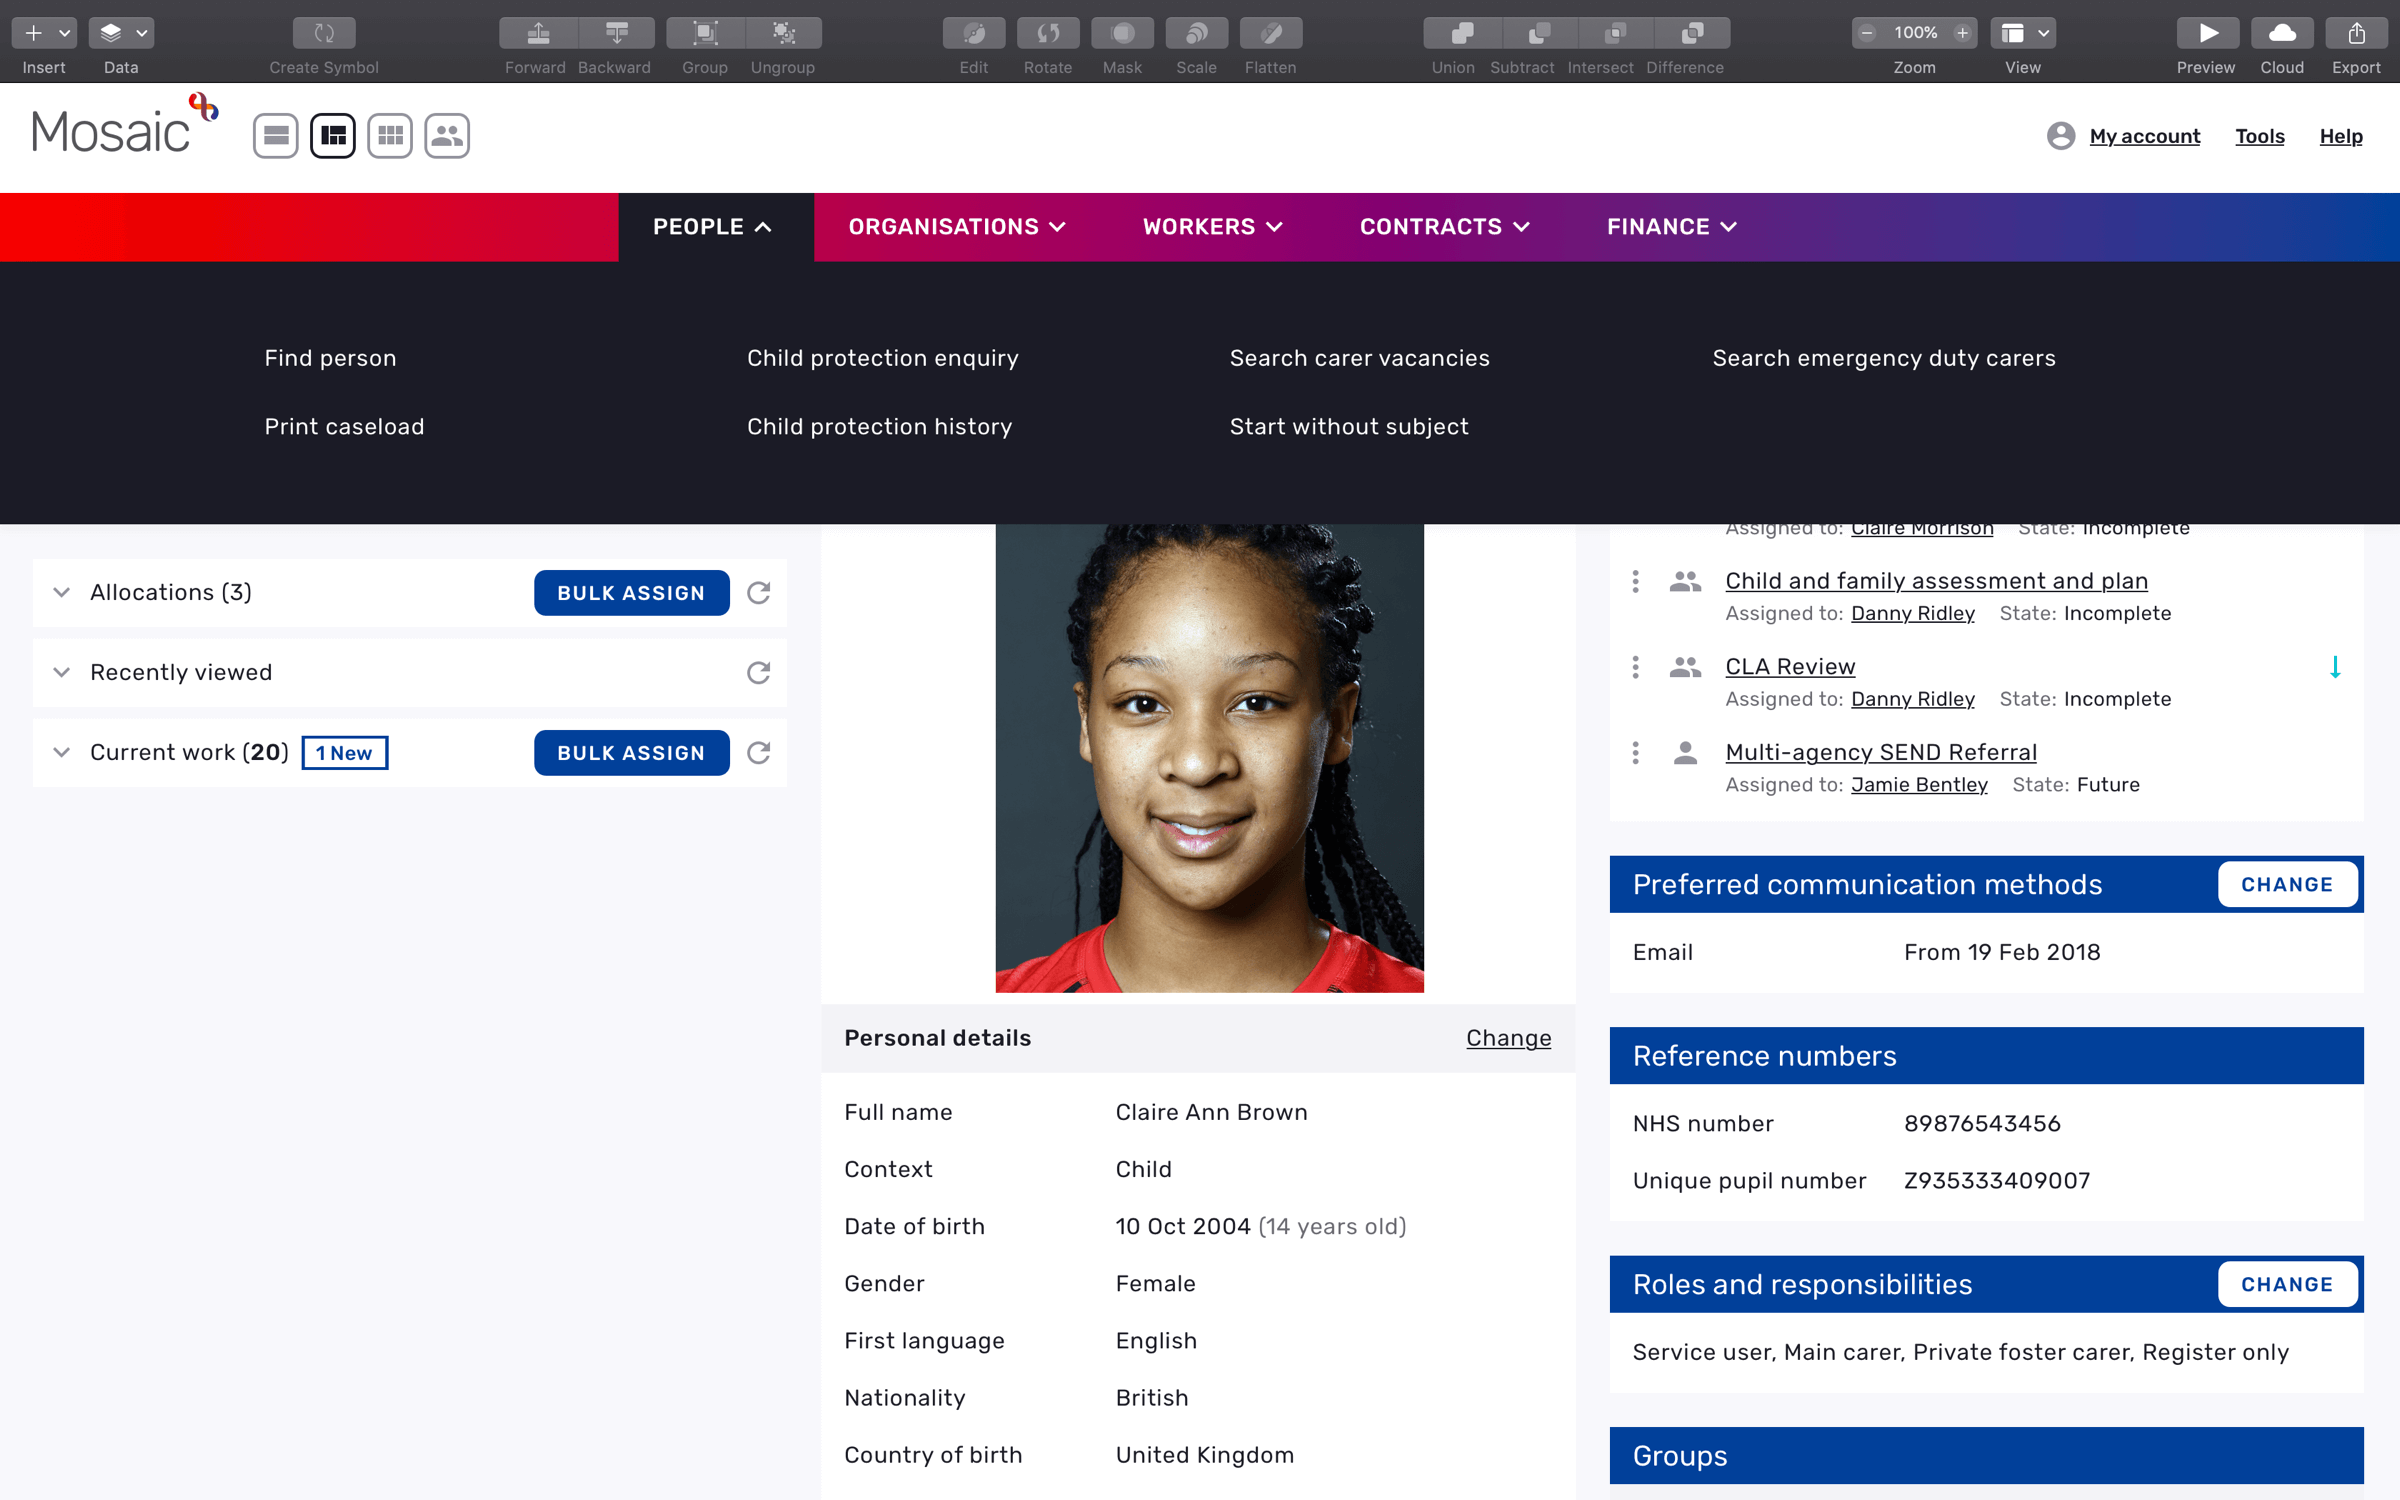 Insert Data Create Symbol Forward Backward Group Ungroup Edit Rotate Mask Scale Flatten Union Subtract Intersect Difference 100% Zoom View Preview Cloud Export
Mosaic
My account Tools Help
PEOPLE ORGANISATIONS WORKERS CONTRACTS FINANCE
Find person Child protection enquiry Search carer vacancies Search emergency duty carers
Print caseload Child protection history Start without subject
Allocations (3) BULK ASSIGN
Recently viewed
Current work (20) 1 New BULK ASSIGN
Personal details Change
Full name Claire Ann Brown
Context Child
Date of birth 10 Oct 2004 (14 years old)
Gender Female
First language English
Nationality British
Country of birth United Kingdom
Assigned to: Claire Morrison State: Incomplete
Child and family assessment and plan
Assigned to: Danny Ridley State: Incomplete
CLA Review
Assigned to: Danny Ridley State: Incomplete
Multi-agency SEND Referral
Assigned to: Jamie Bentley State: Future
Preferred communication methods CHANGE
Email From 19 Feb 2018
Reference numbers
NHS number 89876543456
Unique pupil number Z935333409007
Roles and responsibilities CHANGE
Service user, Main carer, Private foster carer, Register only
Groups